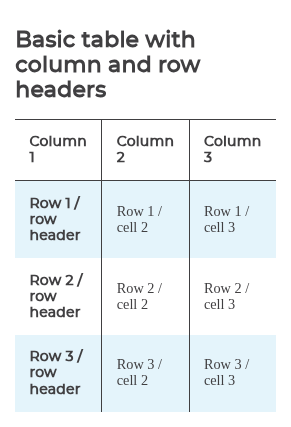 Basic table with
column and row
headers
Column
1
Column
2
Column
3
Row 1 /
row
header
Row 1 /
cell 2
Row 1 /
cell 3
Row 2 /
row
header
Row 2 /
cell 2
Row 2 /
cell 3
Row 3 /
row
header
Row 3 /
cell 2
Row 3 /
cell 3